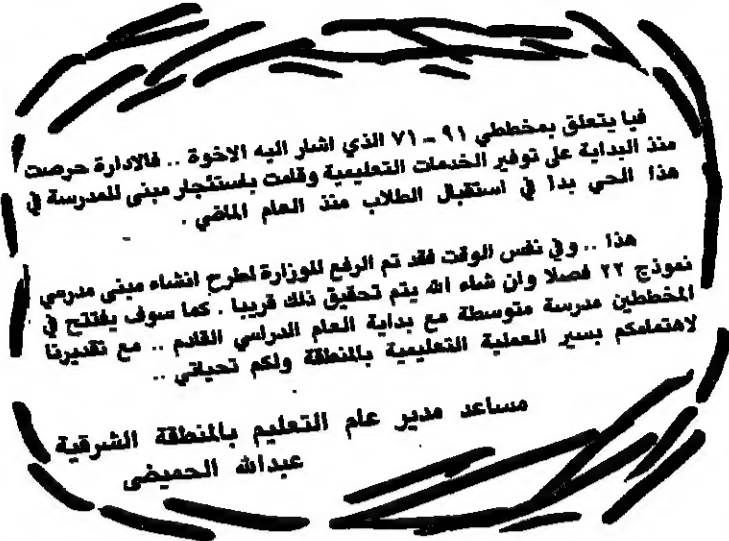 فيا يتعلق بمخططي ٩١ - ٧١ الذي اشار اليه الاخوة .. فالادارة حرصت
منذ البداية على توفير الخدمات التعليمية وقامت باستئجار مبنى للمدرسة في
هذا الحي بدا في استقبال الطلاب منذ العام الماضي .
هذا .. وفي نفس الوقت فقد تم الرفع للوزارة لطرح انشاء مبنى مدرسي
نموذج ٢٢ فصلا وان شاء الله يتم تحقيق ذلك قريبا . كما سوف يفتتح في
المخططين مدرسة متوسطة مع بداية العام الدراسي القادم .. مع تقديرنا
لاهتمامكم بسير العملية التعليمية بالمنطقة ولكم تحياتي ..
مساعد مدير عام التعليم بالمنطقة الشرقية
عبدالله الحميضى